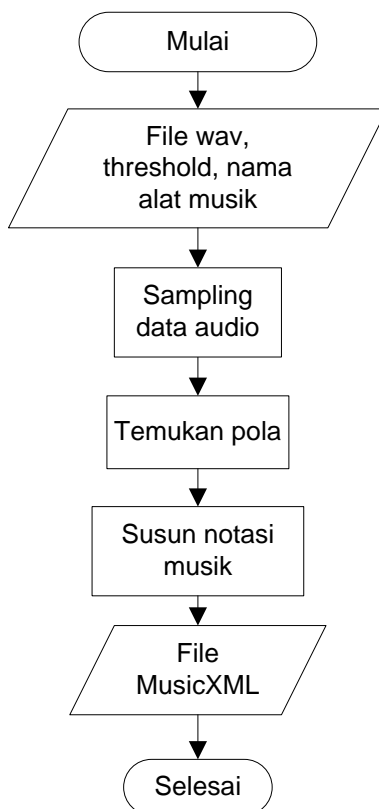 Mulai
File wav,
threshold, nama
alat musik
Sampling
data audio
Temukan pola
Susun notasi
musik
File
MusicXML
Selesai